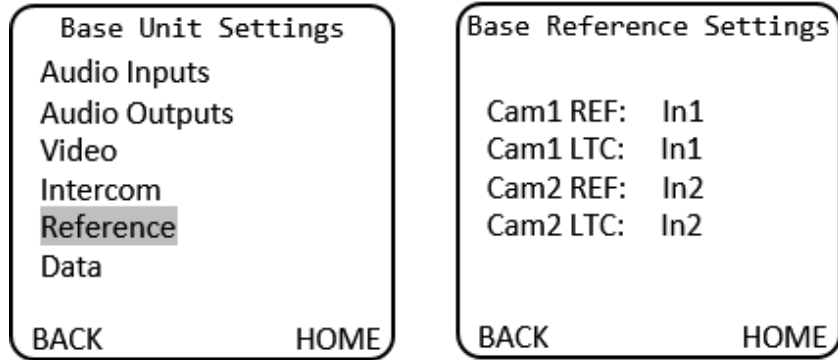 Base Unit Settings
Audio Inputs
Audio Outputs
Video
Intercom
Reference
Data
BACK HOME
Base Reference Settings
Cam1 REF: In1
Cam1 LTC: In1
Cam2 REF: In2
Cam2 LTC: In2
BACK HOME